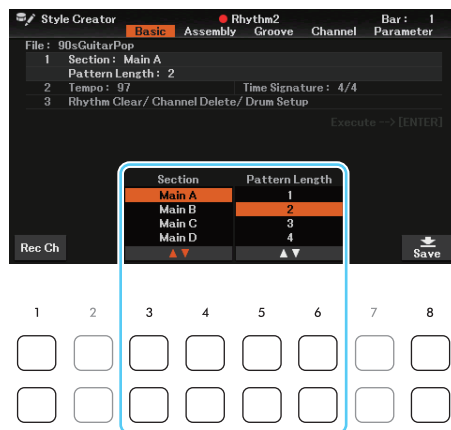 Style Creator Rhythm2 Bar: 1
Basic Assembly Groove Channel Parameter
File: 90sGuitarPop
1 Section: Main A
Pattern Length: 2
2 Tempo: 97 Time Signature: 4/4
3 Rhythm Clear/ Channel Delete/ Drum Setup
Execute-->[ENTER]
Section Pattern Length
Main A 1
Main B 2
Main C 3
Main D 4
Rec Ch ▲▼ ▲▼ Save
1 2 3 4 5 6 7 8